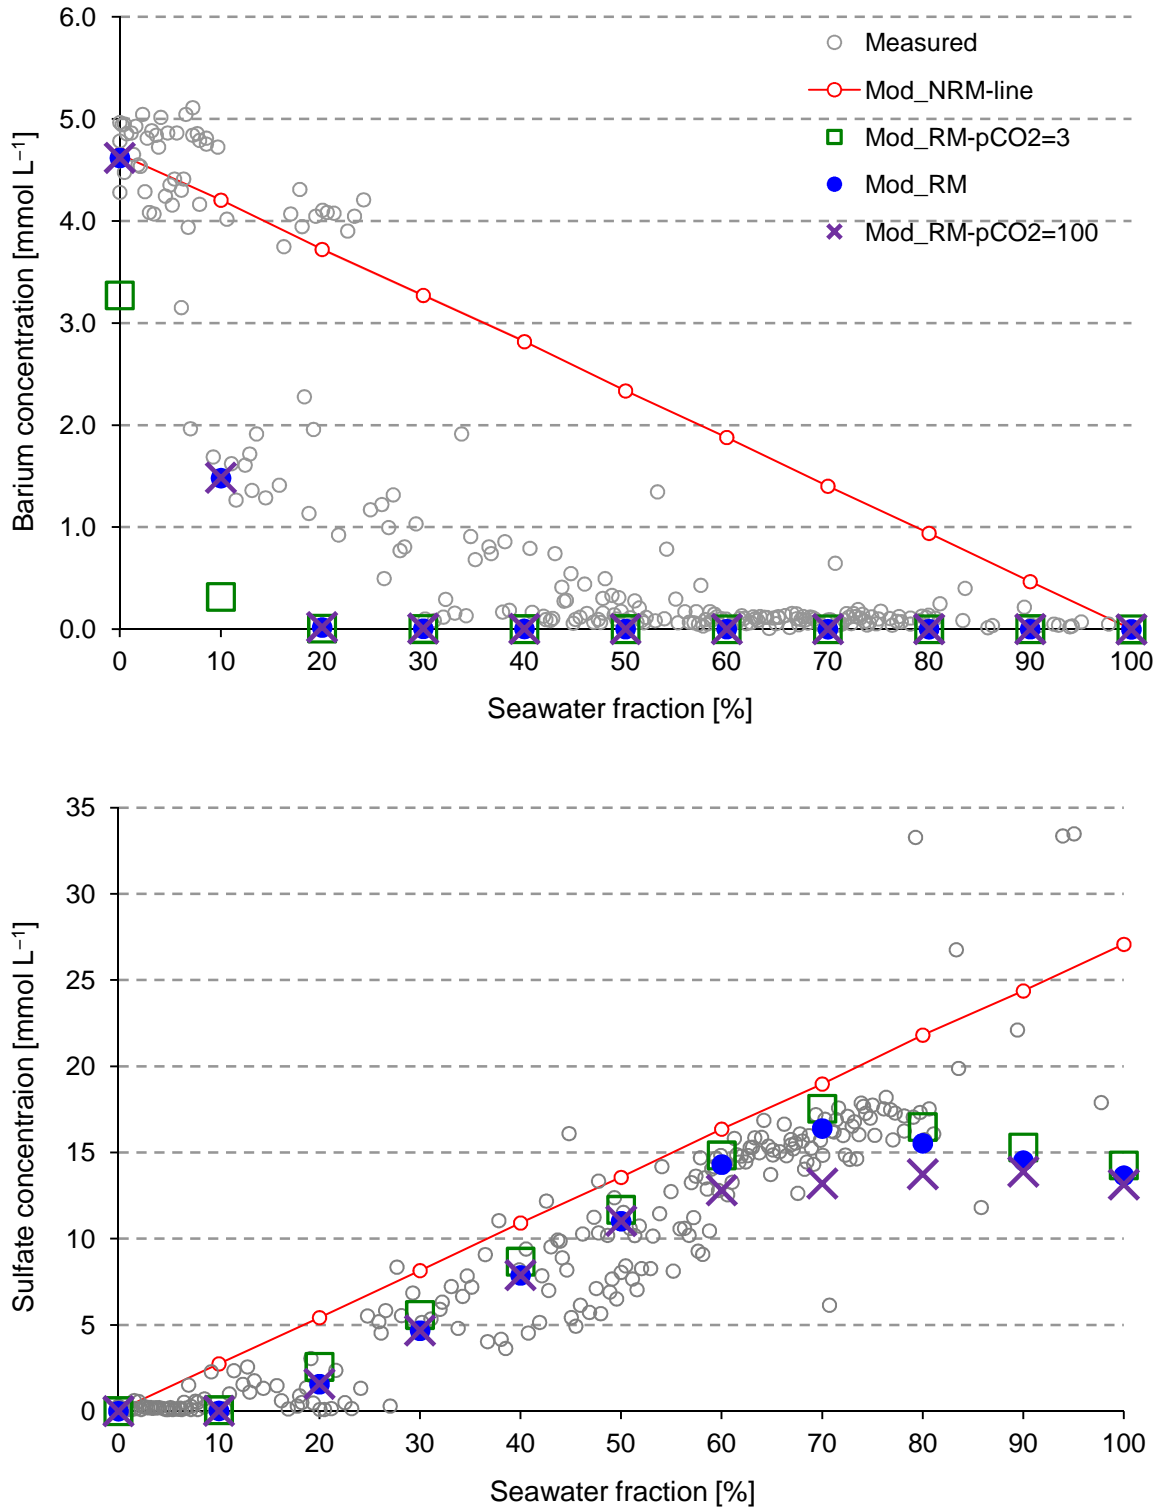 6.0
5.0
4.0
3.0
2.0
1.0
0.0
Barium concentration [mmol L⁻¹]
Measured
Mod_NRM-line
Mod_RM-pCO2=3
Mod_RM
Mod_RM-pCO2=100
0 10 20 30 40 50 60 70 80 90 100
Seawater fraction [%]
35
30
25
20
15
10
5
0
Sulfate concentraion [mmol L⁻¹]
0 10 20 30 40 50 60 70 80 90 100
Seawater fraction [%]